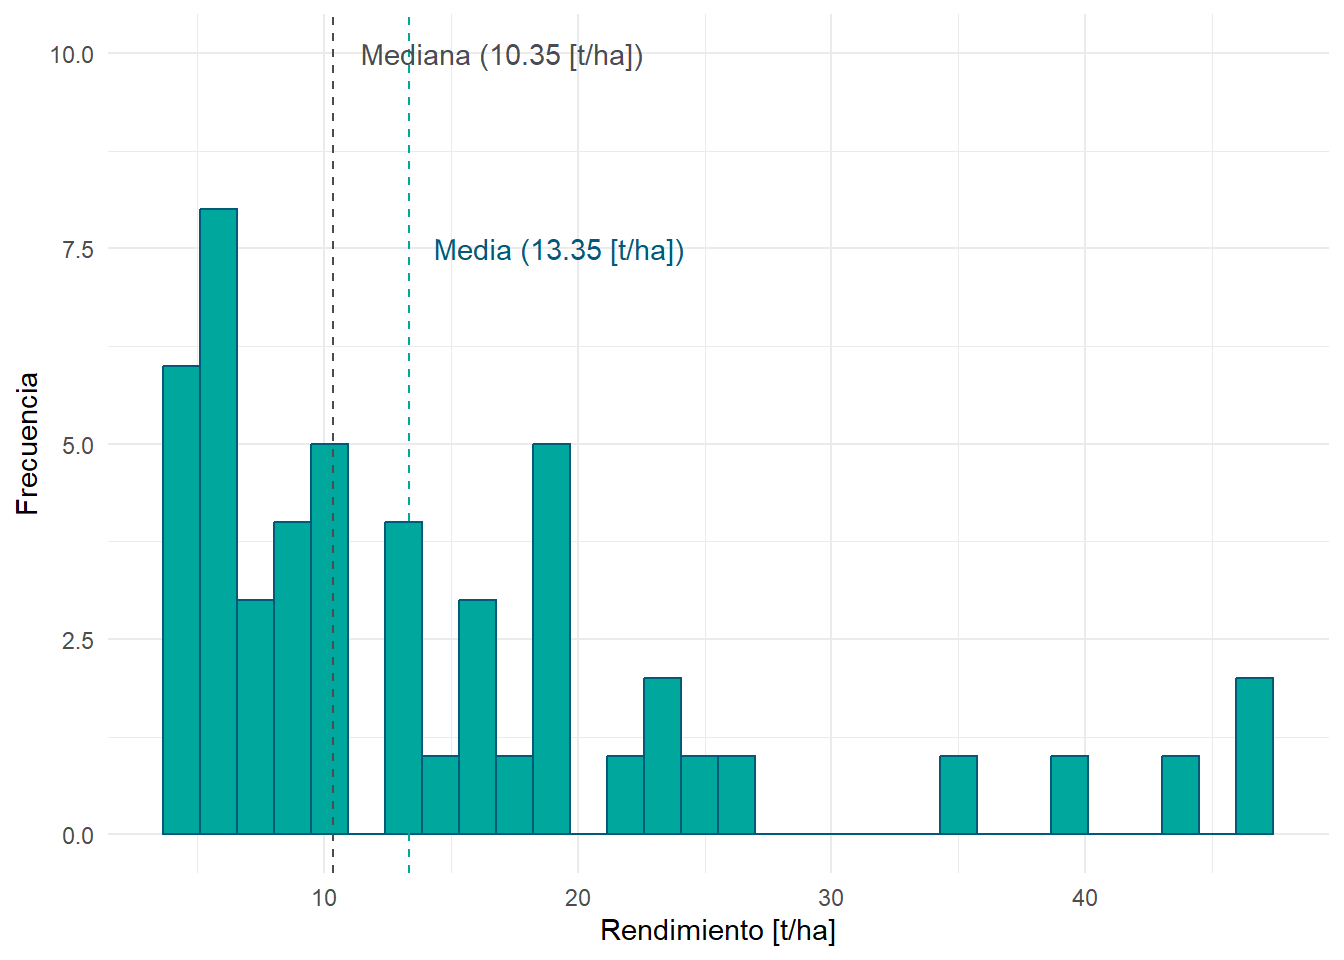 10.0
7.5
5.0
2.5
0.0
Frecuencia
Mediana (10.35 [t/ha])
Media (13.35 [t/ha])
10 20 30 40
Rendimiento [t/ha]